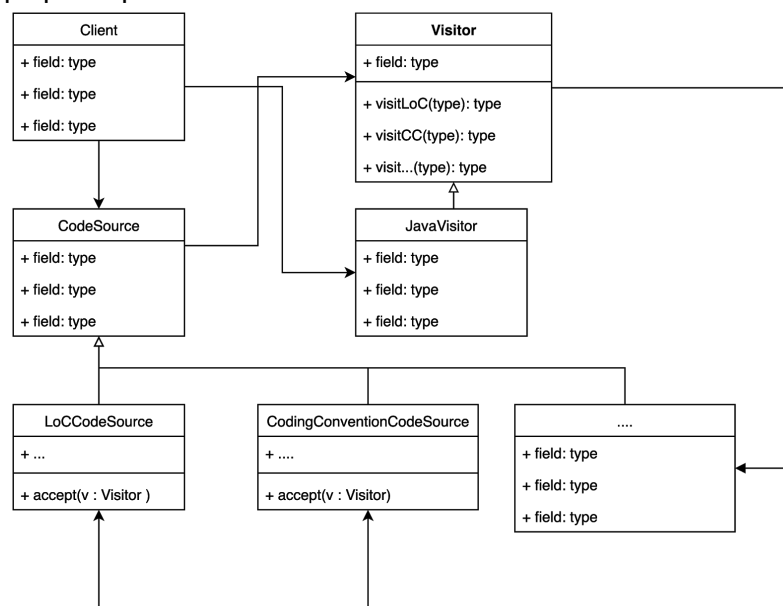 Client
+ field: type
+ field: type
+ field: type
Visitor
+ field: type
+ visitLoC(type): type
+ visitCC(type): type
+ visit...(type): type
CodeSource
+ field: type
+ field: type
+ field: type
JavaVisitor
+ field: type
+ field: type
+ field: type
LoCCodeSource
+ ...
+ accept(v : Visitor )
CodingConventionCodeSource
+ ....
+ accept(v : Visitor)
....
+ field: type
+ field: type
+ field: type